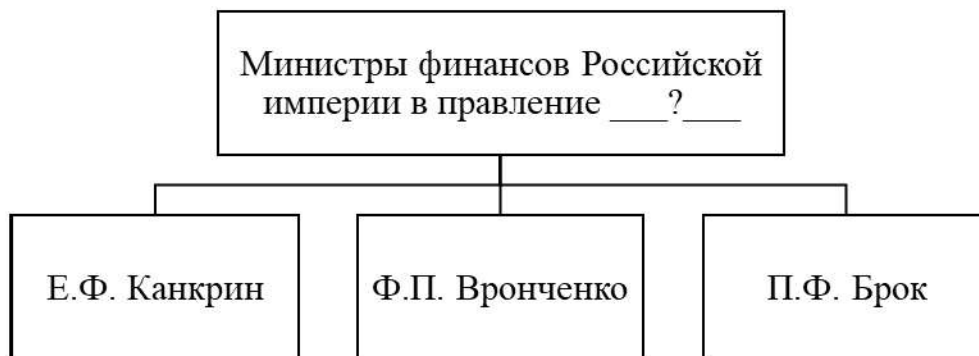 Министры финансов Российской
империи в правление ___?___
Е.Ф. Канкрин
Ф.П. Вронченко
П.Ф. Брок